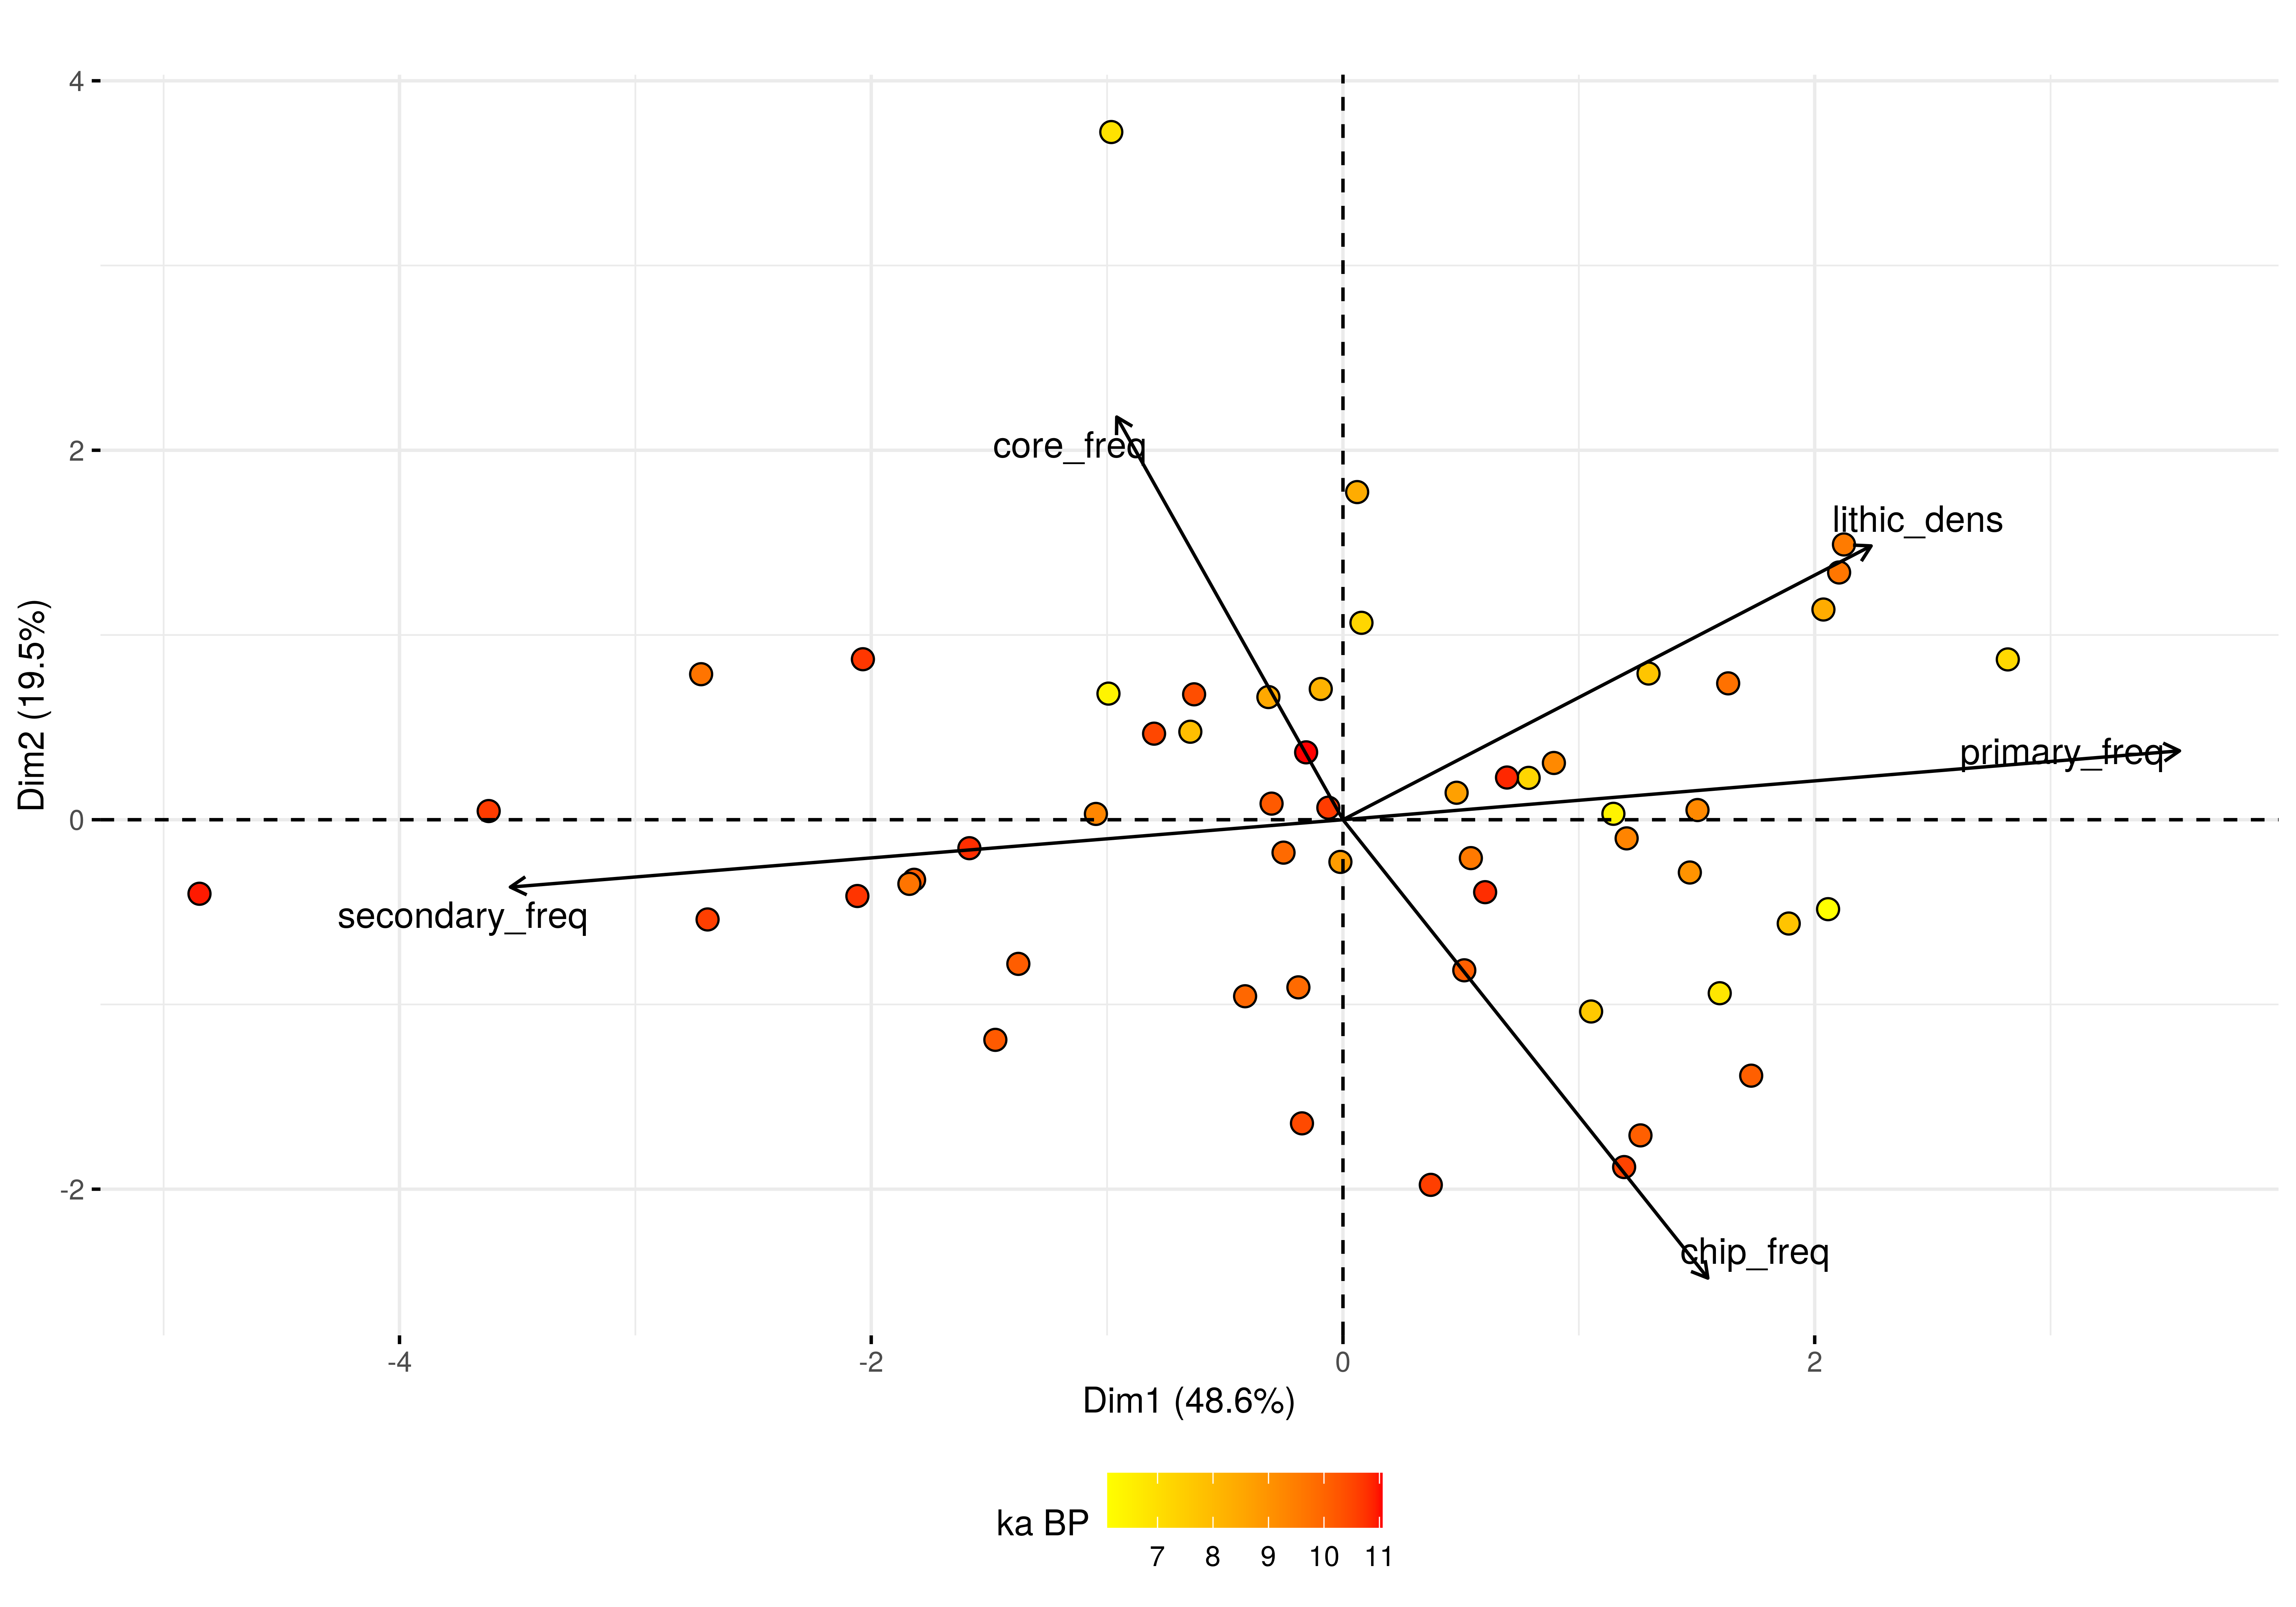 4
2
0
-2
Dim2 (19.5%)
core_freq
lithic_dens
primary_freq
secondary_freq
chip_freq
-4 -2 0 2
Dim1 (48.6%)
ka BP
7 8 9 10 11